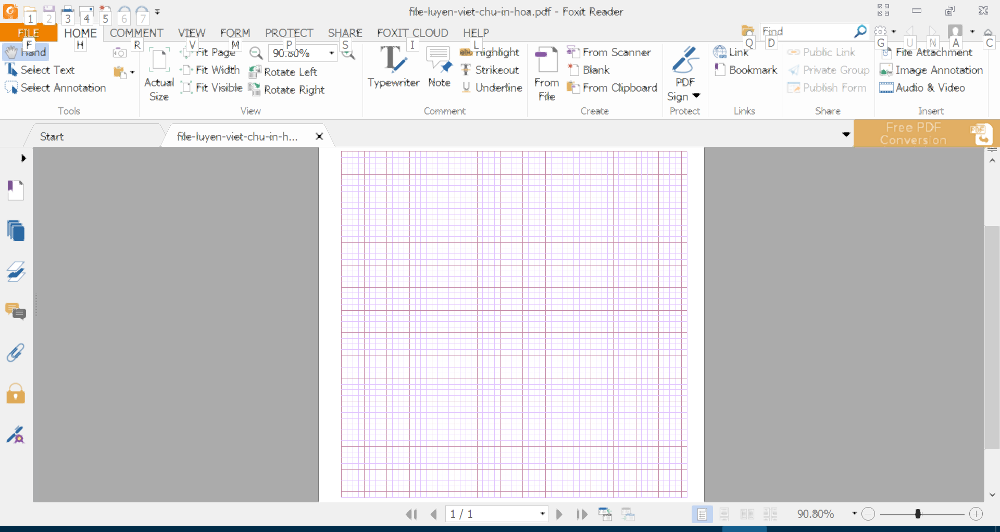 file-luyen-viet-chu-in-hoa.pdf - Foxit Reader
1 2 3 4 5 6 7
FILE HOME COMMENT VIEW FORM PROTECT SHARE FOXIT CLOUD HELP Find
F H R V M P S I L Q D G U N A C
Hand
Select Text
Select Annotation
Tools
Actual
Size
Fit Page
Fit Width
Fit Visible
90.80%
Rotate Left
Rotate Right
View
Typewriter
Note
Highlight
Strikeout
Underline
Comment
From
File
From Scanner
Blank
From Clipboard
Create
PDF
Sign
Protect
Link
Bookmark
Links
Public Link
Private Group
Publish Form
Share
File Attachment
Image Annotation
Audio & Video
Insert
Start
file-luyen-viet-chu-in-h...
Free PDF
Conversion
PDF
1 / 1
90.80%